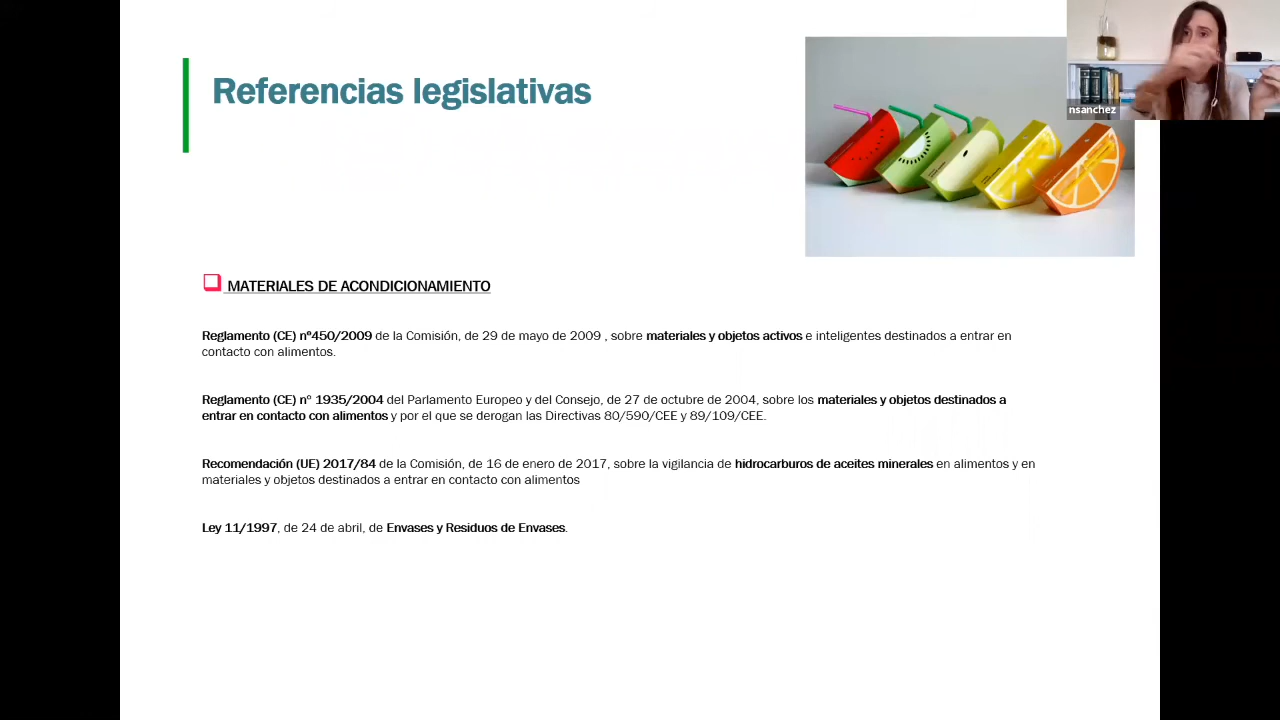 Referencias legislativas
nsanchez
MATERIALES DE ACONDICIONAMIENTO
Reglamento (CE) nº450/2009 de la Comisión, de 29 de mayo de 2009 , sobre materiales y objetos activos e inteligentes destinados a entrar en
contacto con alimentos.
Reglamento (CE) nº 1935/2004 del Parlamento Europeo y del Consejo, de 27 de octubre de 2004, sobre los materiales y objetos destinados a
entrar en contacto con alimentos y por el que se derogan las Directivas 80/590/CEE y 89/109/CEE.
Recomendación (UE) 2017/84 de la Comisión, de 16 de enero de 2017, sobre la vigilancia de hidrocarburos de aceites minerales en alimentos y en
materiales y objetos destinados a entrar en contacto con alimentos
Ley 11/1997, de 24 de abril, de Envases y Residuos de Envases.